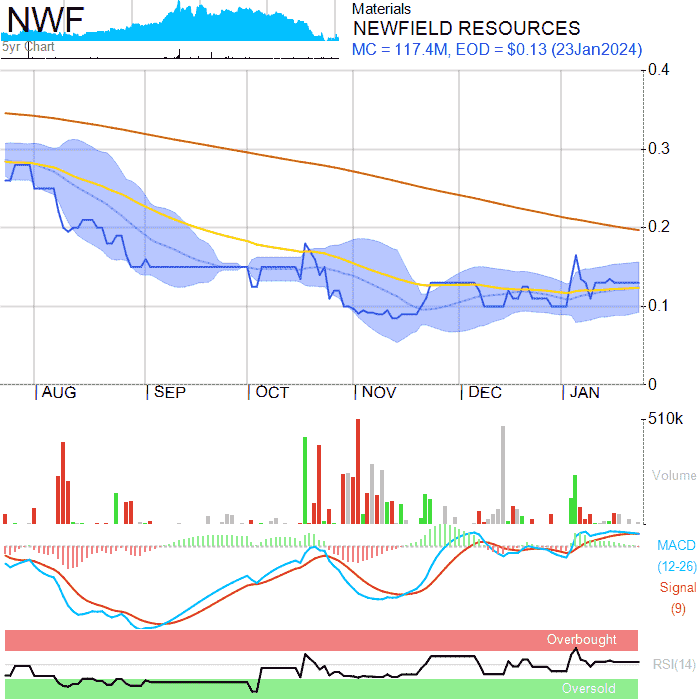 NWF
5yr Chart
Materials
NEWFIELD RESOURCES
MC = 117.4M, EOD = $0.13 (23Jan2024)
0.4
0.3
0.2
0.1
0
AUG
SEP
OCT
NOV
DEC
JAN
510k
Volume
MACD
(12-26)
Signal
(9)
Overbought
RSI(14)
Oversold